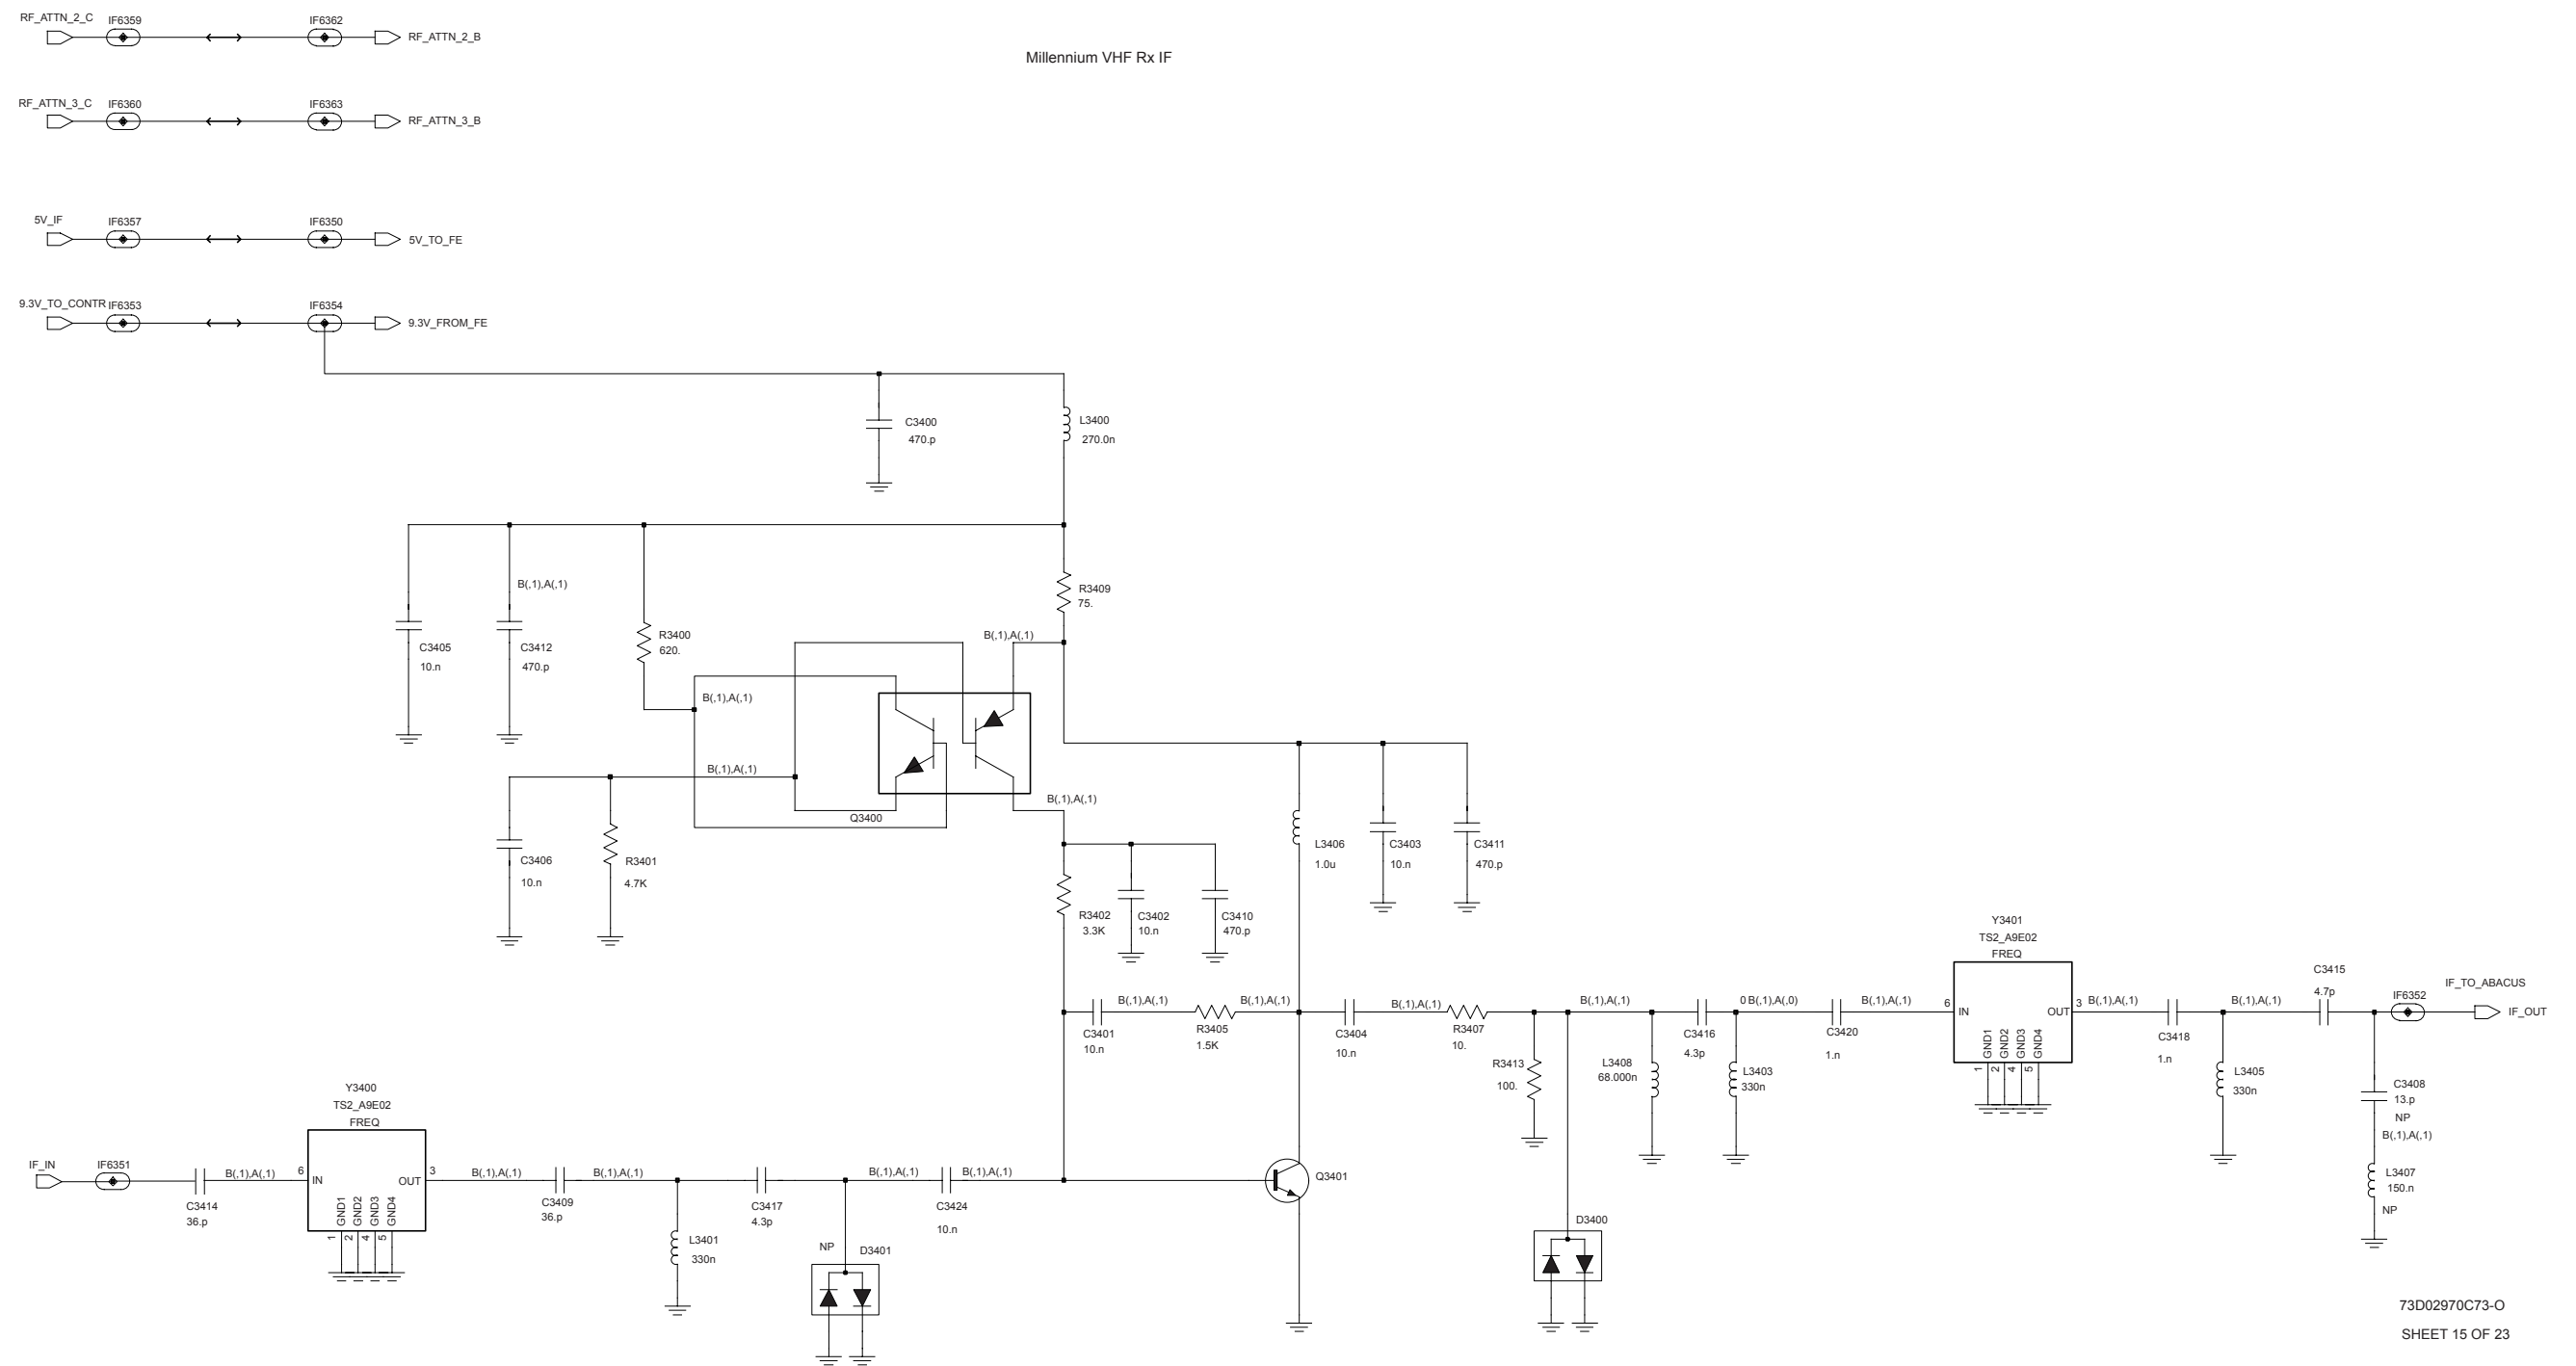 RF_ATTN_2_C
IF6359
IF6362
RF_ATTN_2_B
Millennium VHF Rx IF
RF_ATTN_3_C
IF6360
IF6363
RF_ATTN_3_B
5V_IF
IF6357
IF6350
5V_TO_FE
9.3V_TO_CONTR
IF6353
IF6354
9.3V_FROM_FE
C3400
470.p
L3400
270.0n
B(,1),A(,1)
R3409
75.
C3405
10.n
C3412
470.p
R3400
620.
B(,1),A(,1)
B(,1),A(,1)
B(,1),A(,1)
B(,1),A(,1)
Q3400
C3406
10.n
R3401
4.7K
L3406
1.0u
C3403
10.n
C3411
470.p
R3402
3.3K
C3402
10.n
C3410
470.p
Y3401
TS2_A9E02
FREQ
C3415
4.7p
IF_TO_ABACUS
IF6352
IF_OUT
B(,1),A(,1)
B(,1),A(,1)
B(,1),A(,1)
B(,1),A(,1)
0 B(,1),A(,0)
B(,1),A(,1)
6
IN
OUT
3
B(,1),A(,1)
B(,1),A(,1)
C3401
10.n
R3405
1.5K
C3404
10.n
R3407
10.
C3416
4.3p
C3420
1.n
GND1
GND2
GND3
GND4
1
2
4
5
C3418
1.n
R3413
100.
L3408
68.000n
L3403
330n
L3405
330n
C3408
13.p
NP
B(,1),A(,1)
L3407
150.n
NP
Y3400
TS2_A9E02
FREQ
IF_IN
IF6351
B(,1),A(,1)
6
IN
OUT
3
B(,1),A(,1)
B(,1),A(,1)
B(,1),A(,1)
B(,1),A(,1)
Q3401
C3414
36.p
GND1
GND2
GND3
GND4
1
2
4
5
C3409
36.p
C3417
4.3p
C3424
10.n
L3401
330n
NP
D3401
D3400
73D02970C73-O
SHEET 15 OF 23